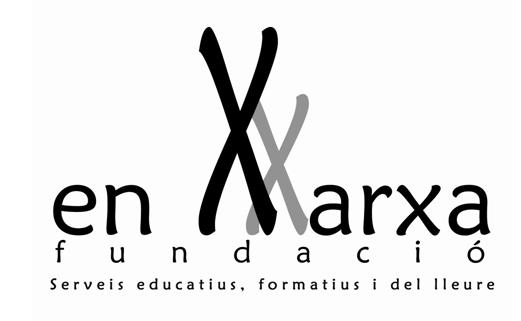 en Xarxa
fundació
Serveis educatius, formatius i del lleure